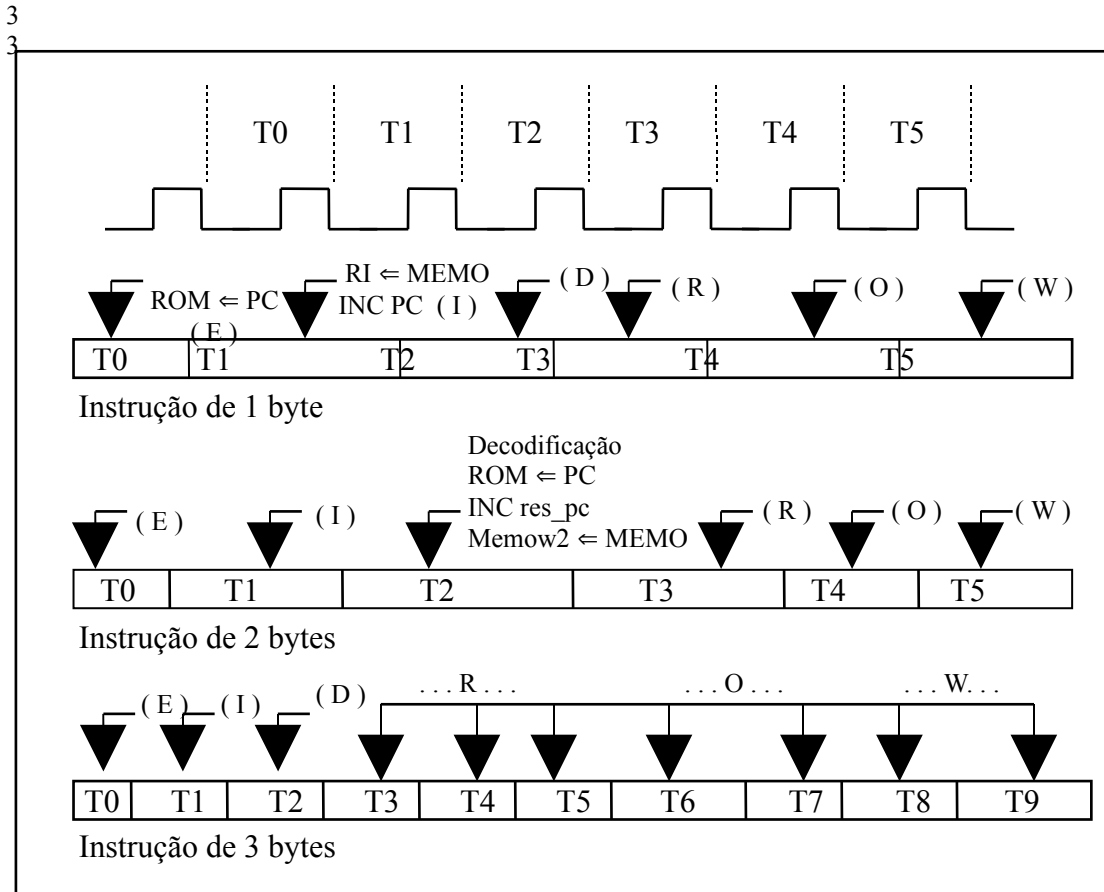 3
3
T0 T1 T2 T3 T4 T5
RI ⇐ MEMO
INC PC ( I )
ROM ⇐ PC
( E )
( D )
( R )
( O )
( W )
T0 T1 T2 T3 T4 T5
Instrução de 1 byte
Decodificação
ROM ⇐ PC
INC res_pc
Memow2 ⇐ MEMO
( E ) ( I ) ( R ) ( O ) ( W )
T0 T1 T2 T3 T4 T5
Instrução de 2 bytes
( E ) ( I ) ( D ) . . . R . . . . . . O . . . . . . W. . .
T0 T1 T2 T3 T4 T5 T6 T7 T8 T9
Instrução de 3 bytes